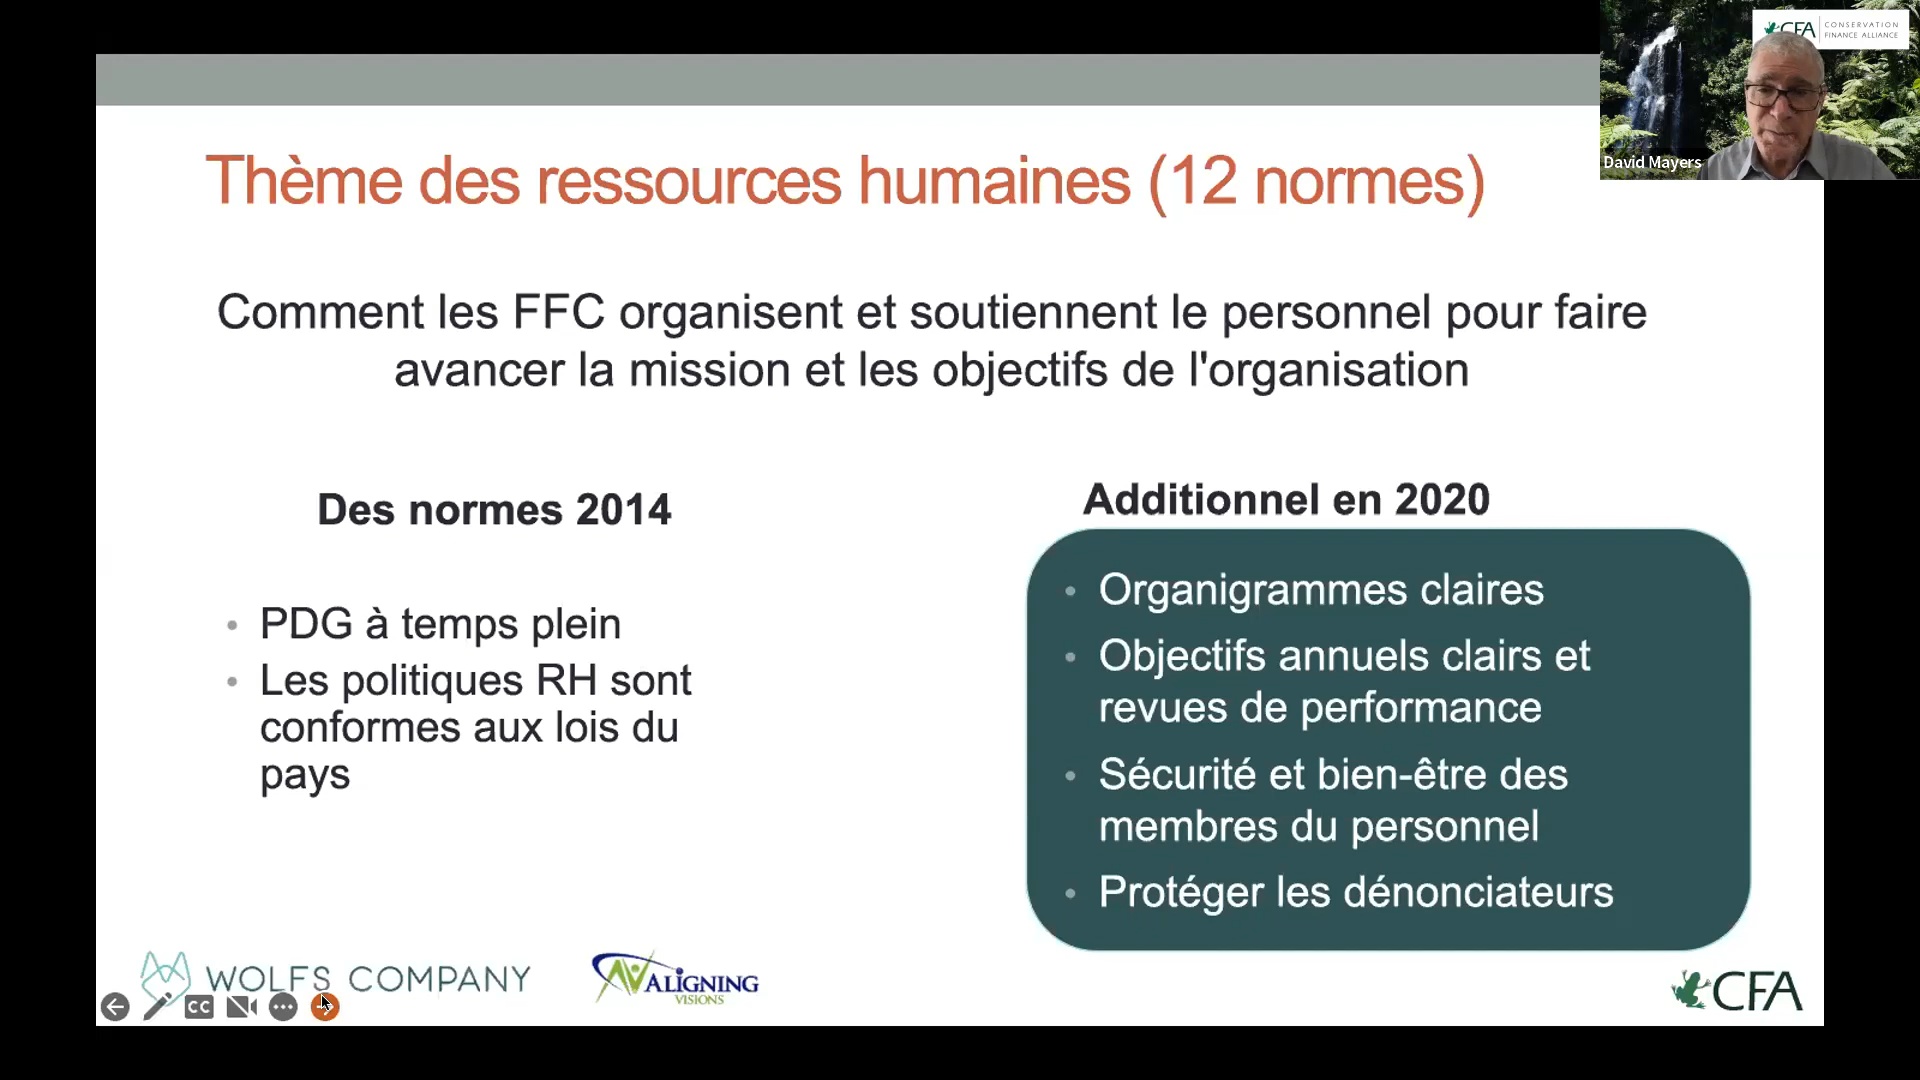 CFA CONSERVATION
FINANCE ALLIANCE
David Mayers
Thème des ressources humaines (12 normes)
Comment les FFC organisent et soutiennent le personnel pour faire
avancer la mission et les objectifs de l'organisation
Des normes 2014
• PDG à temps plein
• Les politiques RH sont
conformes aux lois du
pays
Additionnel en 2020
• Organigrammes claires
• Objectifs annuels clairs et
revues de performance
• Sécurité et bien-être des
membres du personnel
• Protéger les dénonciateurs
WOLFS COMPANY
ALIGNING
VISIONS
CC
CFA